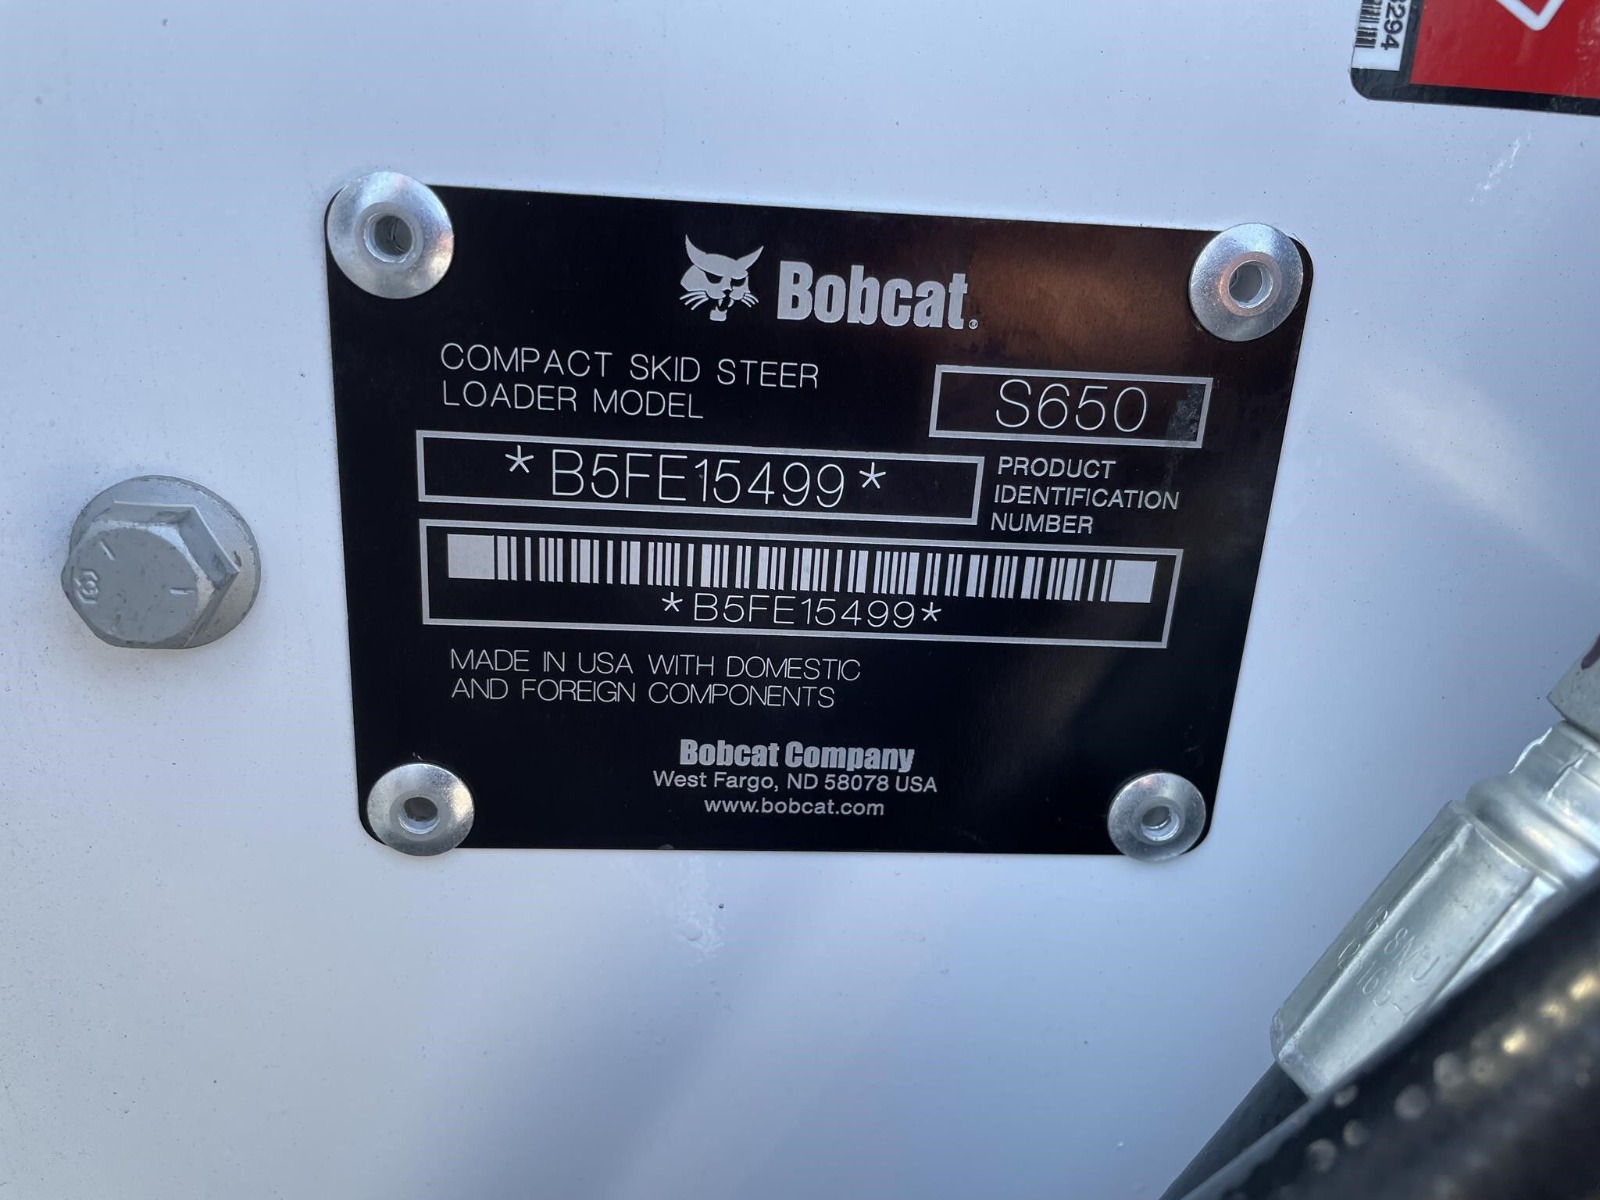 3294
Bobcat®
COMPACT SKID STEER
LOADER MODEL
S650
*B5FE15499*
PRODUCT
IDENTIFICATION
NUMBER
*B5FE15499*
MADE IN USA WITH DOMESTIC
AND FOREIGN COMPONENTS
Bobcat Company
West Fargo, ND 58078 USA
www.bobcat.com